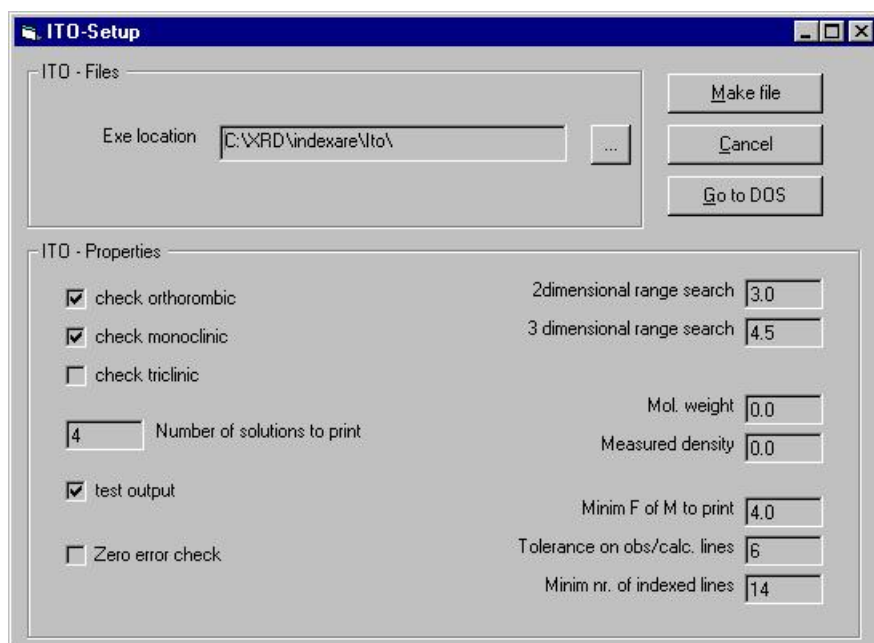 ITO-Setup
ITO - Files
Exe location C:\XRD\indexare\Ito\ ...
Make file
Cancel
Go to DOS
ITO - Properties
check orthorombic
check monoclinic
check triclinic
4 Number of solutions to print
test output
Zero error check
2dimensional range search 3.0
3 dimensional range search 4.5
Mol. weight 0.0
Measured density 0.0
Minim F of M to print 4.0
Tolerance on obs/calc. lines 6
Minim nr. of indexed lines 14